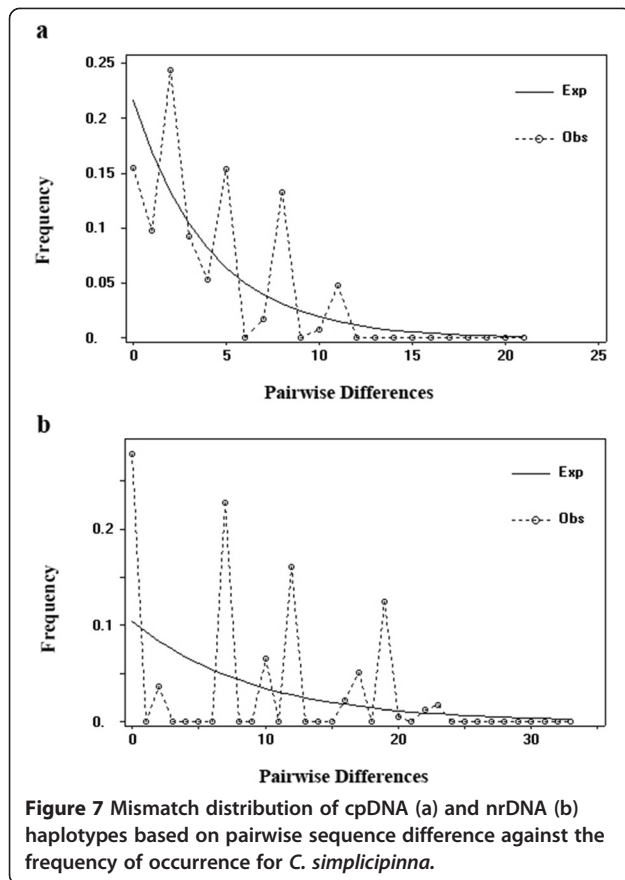 a
0.25
0.2
0.15
0.1
0.05
0.
Frequency
Exp
Obs
0 5 10 15 20 25
Pairwise Differences
b
0.2
0.1
0.
Frequency
Exp
Obs
0 10 20 30
Pairwise Differences
Figure 7 Mismatch distribution of cpDNA (a) and nrDNA (b)
haplotypes based on pairwise sequence difference against the
frequency of occurrence for C. simplicipinna.